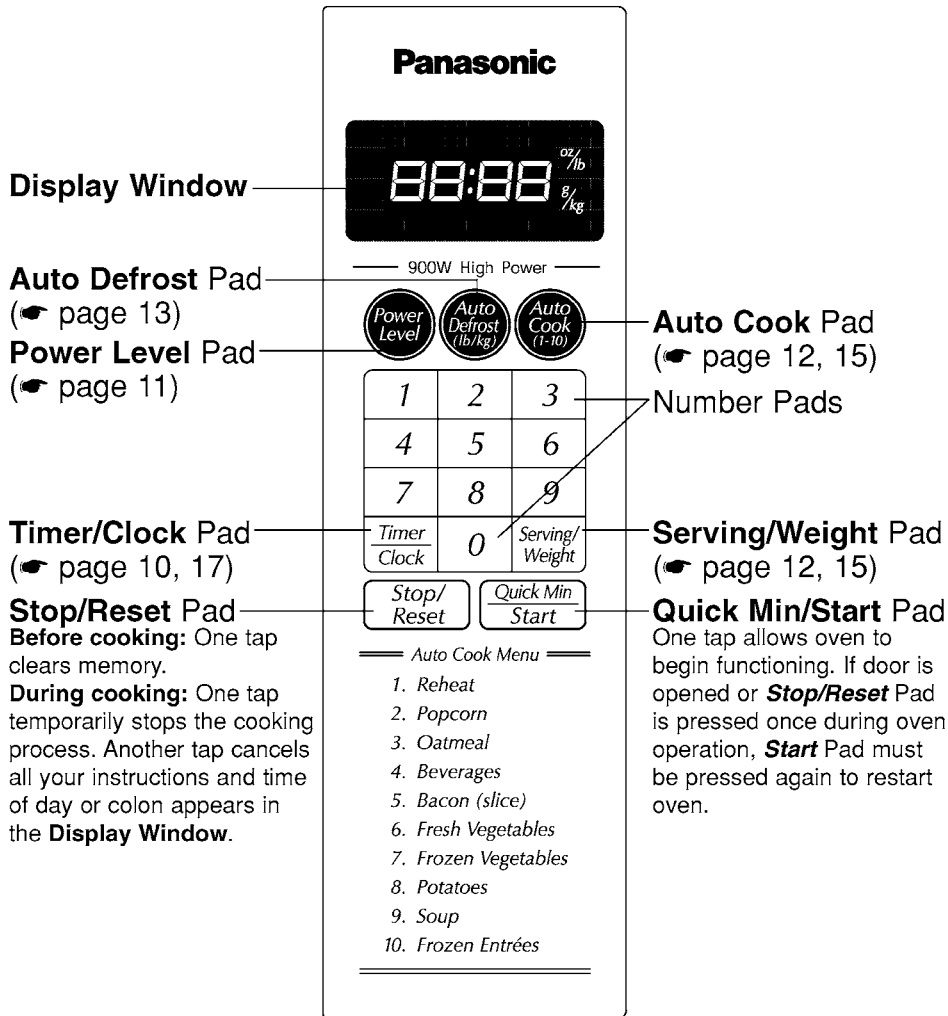 Panasonic
88:88
oz/lb
g/kg
Display Window
900W High Power
Auto Defrost Pad
(☛ page 13)
Power Level Pad
(☛ page 11)
Power
Level
Auto
Defrost
(lb/kg)
Auto
Cook
(1-10)
Auto Cook Pad
(☛ page 12, 15)
Number Pads
1 2 3
4 5 6
7 8 9
Timer
Clock
0
Serving/
Weight
Timer/Clock Pad
(☛ page 10, 17)
Serving/Weight Pad
(☛ page 12, 15)
Stop/
Reset
Quick Min
Start
Stop/Reset Pad
Before cooking: One tap
clears memory.
During cooking: One tap
temporarily stops the cooking
process. Another tap cancels
all your instructions and time
of day or colon appears in
the Display Window.
Quick Min/Start Pad
One tap allows oven to
begin functioning. If door is
opened or Stop/Reset Pad
is pressed once during oven
operation, Start Pad must
be pressed again to restart
oven.
Auto Cook Menu
1. Reheat
2. Popcorn
3. Oatmeal
4. Beverages
5. Bacon (slice)
6. Fresh Vegetables
7. Frozen Vegetables
8. Potatoes
9. Soup
10. Frozen Entrées